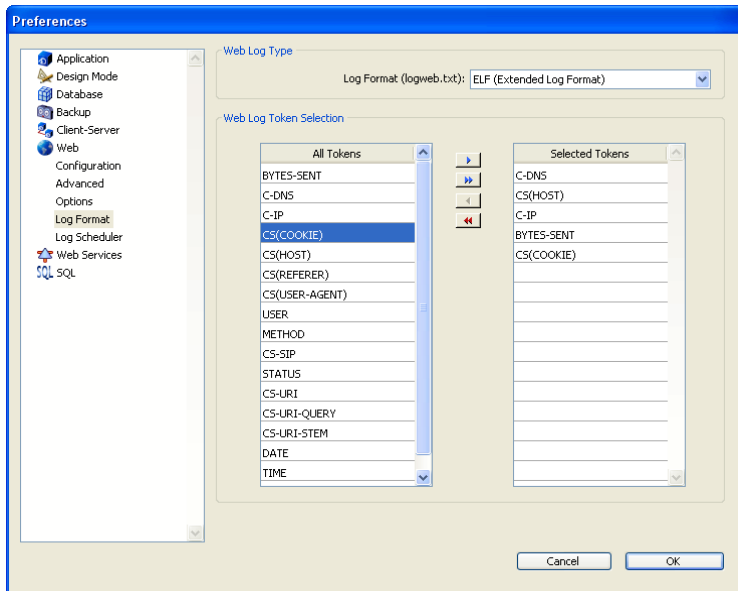 Preferences
Application
Design Mode
Database
Backup
Client-Server
Web
Configuration
Advanced
Options
Log Format
Log Scheduler
Web Services
SQL SQL
Web Log Type
Log Format (logweb.txt): ELF (Extended Log Format)
Web Log Token Selection
All Tokens
BYTES-SENT
C-DNS
C-IP
CS(COOKIE)
CS(HOST)
CS(REFERER)
CS(USER-AGENT)
USER
METHOD
CS-SIP
STATUS
CS-URI
CS-URI-QUERY
CS-URI-STEM
DATE
TIME
Selected Tokens
C-DNS
CS(HOST)
C-IP
BYTES-SENT
CS(COOKIE)
Cancel OK